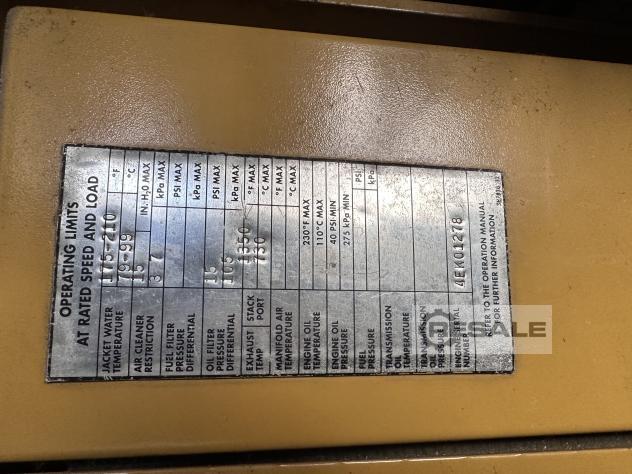 OPERATING LIMITS
AT RATED SPEED AND LOAD
JACKET WATER TEMPERATURE 175-210 °F
79-99 °C
AIR CLEANER RESTRICTION 15 IN. H₂O MAX
3.7 kPa MAX
FUEL FILTER PRESSURE DIFFERENTIAL PSI MAX
kPa MAX
OIL FILTER PRESSURE DIFFERENTIAL 15 PSI MAX
105 kPa MAX
EXHAUST TEMP STACK PORT 1350 °F MAX
730 °C MAX
MANIFOLD AIR TEMPERATURE °F MAX
°C MAX
ENGINE OIL TEMPERATURE 230°F MAX
110°C MAX
ENGINE OIL PRESSURE 40 PSI MIN
275 kPa MIN
FUEL PRESSURE PSI
kPa
TRANSMISSION OIL TEMPERATURE
TRANSMISSION OIL PRESSURE
ENGINE SERIAL NUMBER 4EK01278
REFER TO THE OPERATION MANUAL
FOR FURTHER INFORMATION